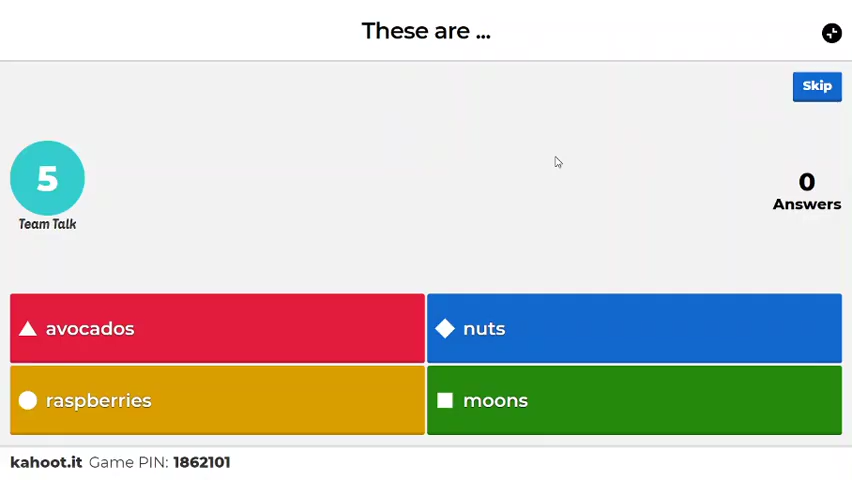 These are ...
Skip
5
Team Talk
0
Answers
avocados
nuts
raspberries
moons
kahoot.it Game PIN: 1862101